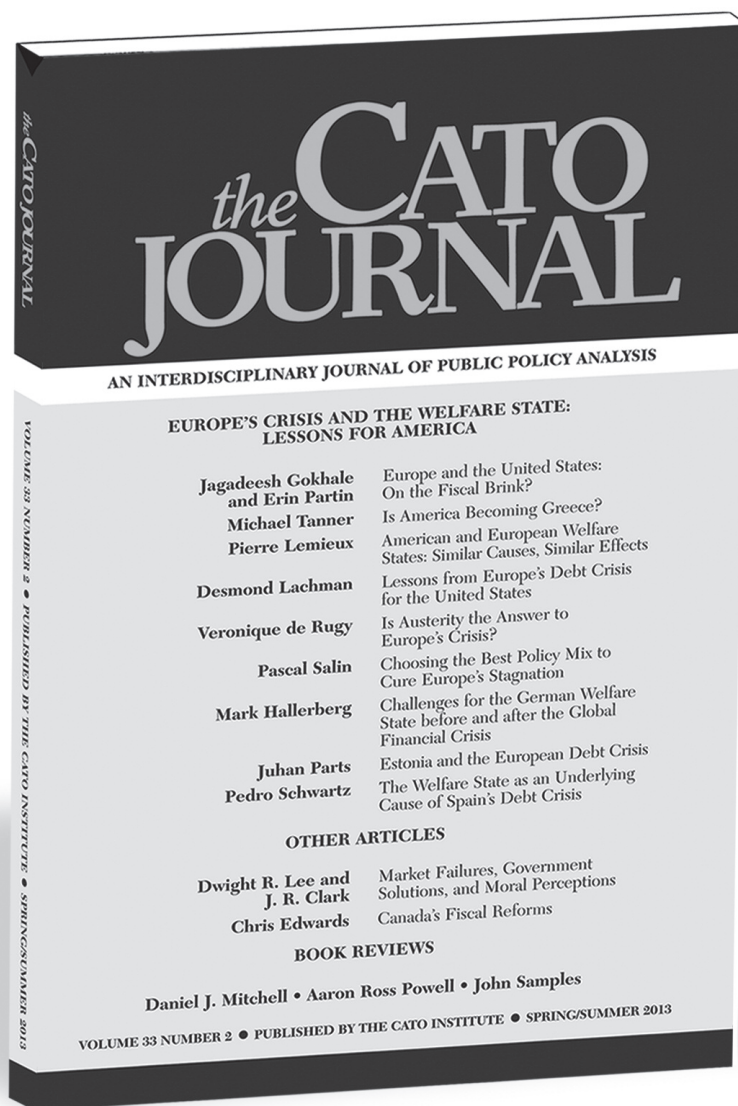 the CATO
JOURNAL
AN INTERDISCIPLINARY JOURNAL OF PUBLIC POLICY ANALYSIS
EUROPE'S CRISIS AND THE WELFARE STATE:
LESSONS FOR AMERICA
Jagadeesh Gokhale
and Erin Partin
Europe and the United States:
On the Fiscal Brink?
Michael Tanner
Is America Becoming Greece?
Pierre Lemieux
American and European Welfare
States: Similar Causes, Similar Effects
Desmond Lachman
Lessons from Europe's Debt Crisis
for the United States
Veronique de Rugy
Is Austerity the Answer to
Europe's Crisis?
Pascal Salin
Choosing the Best Policy Mix to
Cure Europe's Stagnation
Mark Hallerberg
Challenges for the German Welfare
State before and after the Global
Financial Crisis
Juhan Parts
Estonia and the European Debt Crisis
Pedro Schwartz
The Welfare State as an Underlying
Cause of Spain's Debt Crisis
OTHER ARTICLES
Dwight R. Lee and
J. R. Clark
Market Failures, Government
Solutions, and Moral Perceptions
Chris Edwards
Canada's Fiscal Reforms
BOOK REVIEWS
Daniel J. Mitchell • Aaron Ross Powell • John Samples
VOLUME 33 NUMBER 2 ● PUBLISHED BY THE CATO INSTITUTE ● SPRING/SUMMER 2013
the CATO JOURNAL
VOLUME 33 NUMBER 2 ● PUBLISHED BY THE CATO INSTITUTE ● SPRING/SUMMER 2013